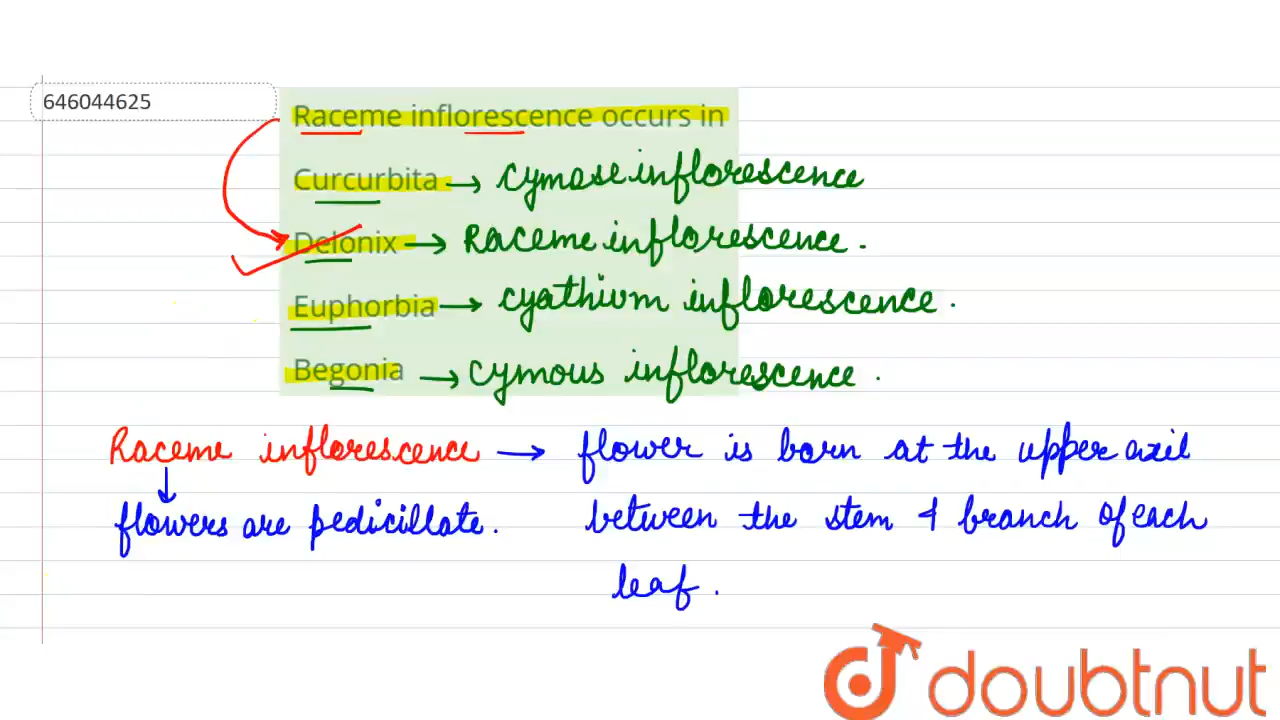 646044625
Raceme inflorescence occurs in
Curcurbita → Cymose inflorescence
Delonix → Raceme inflorescence.
Euphorbia → Cyathium inflorescence.
Begonia → Cymous inflorescence.
Raceme inflorescence → flower is born at the upper axil
flowers are pedicillate. between the stem & branch of each
leaf.
doubtnut